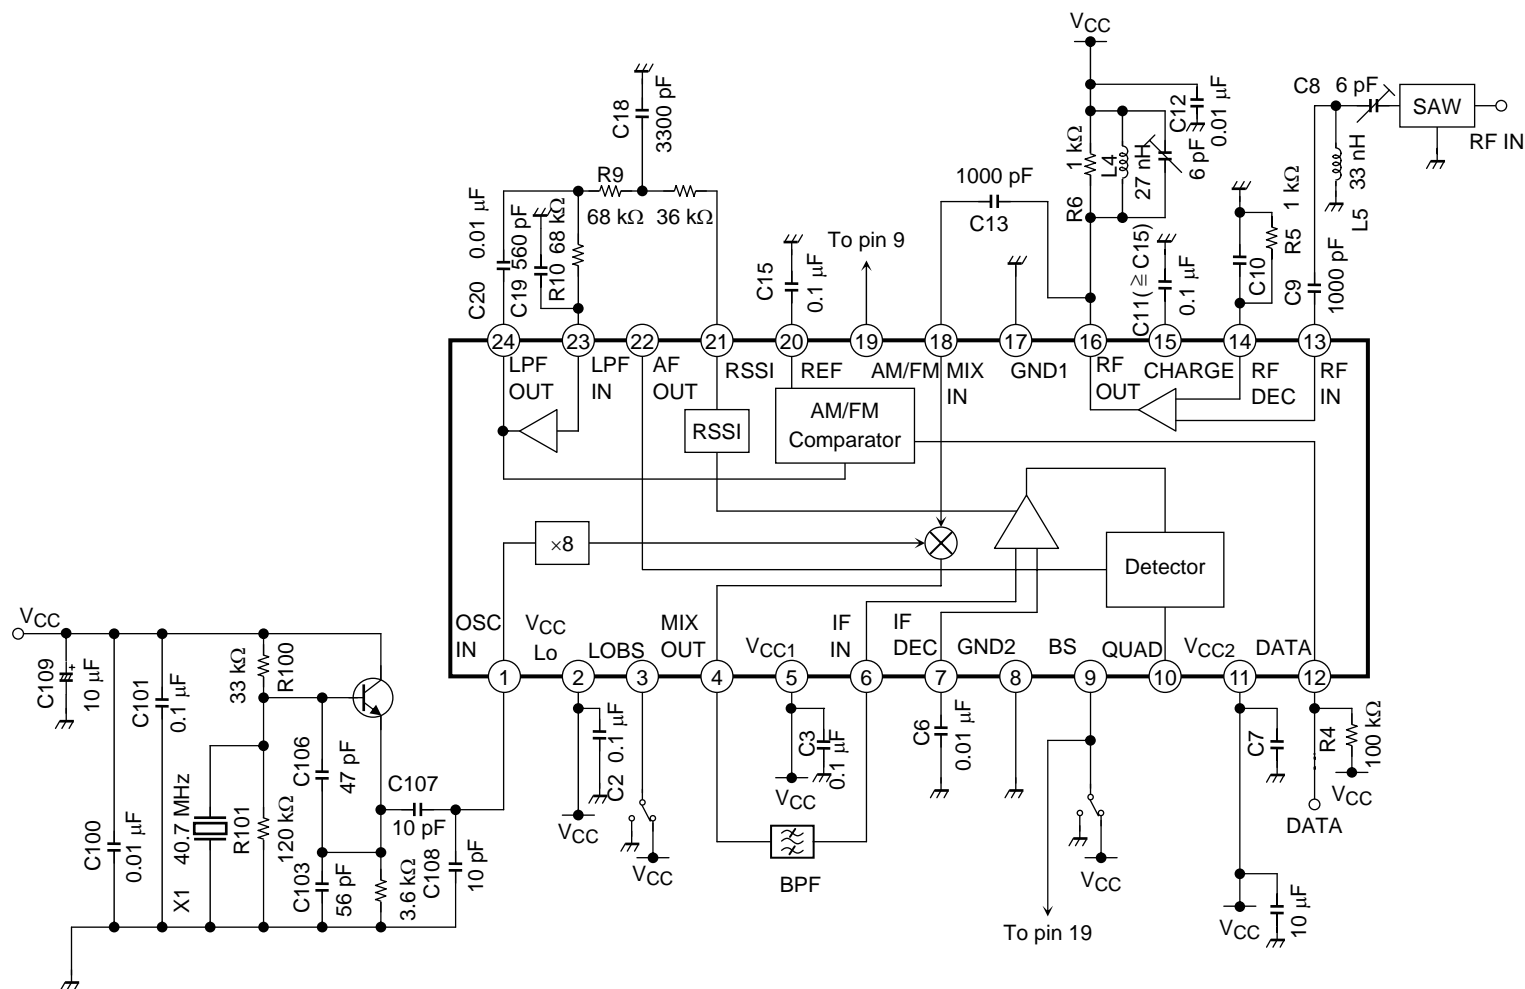 VCC
C8 6 pF
SAW
RF IN
33 nH
L5
C12
0.01 µF
1 kΩ
R6
L4
27 nH
6 pF
C18
3300 pF
R9
68 kΩ
36 kΩ
1000 pF
C13
C20 0.01 µF
C19 560 pF
R10 68 kΩ
C15
0.1 µF
To pin 9
C11( ≧ C15)
0.1 µF
C10
R5 1 kΩ
C9
1000 pF
24
23
22
21
20
19
18
17
16
15
14
13
LPF
OUT
LPF
IN
AF
OUT
RSSI
REF
AM/FM
MIX
IN
GND1
RF
OUT
CHARGE
RF
DEC
RF
IN
RSSI
AM/FM
Comparator
×8
Detector
OSC
IN
VCC
Lo
LOBS
MIX
OUT
VCC1
IF
IN
IF
DEC
GND2
BS
QUAD
VCC2
DATA
1
2
3
4
5
6
7
8
9
10
11
12
VCC
C109
10 µF
C100
0.01 µF
C101
0.1 µF
33 kΩ
R100
X1 40.7 MHz
R101
120 kΩ
C106
47 pF
C103
56 pF
3.6 kΩ
C107
10 pF
C108
10 pF
C2 0.1 µF
VCC
VCC
C3
0.1 µF
VCC
BPF
C6
0.01 µF
VCC
To pin 19
C7
VCC
10 µF
R4
100 kΩ
VCC
DATA